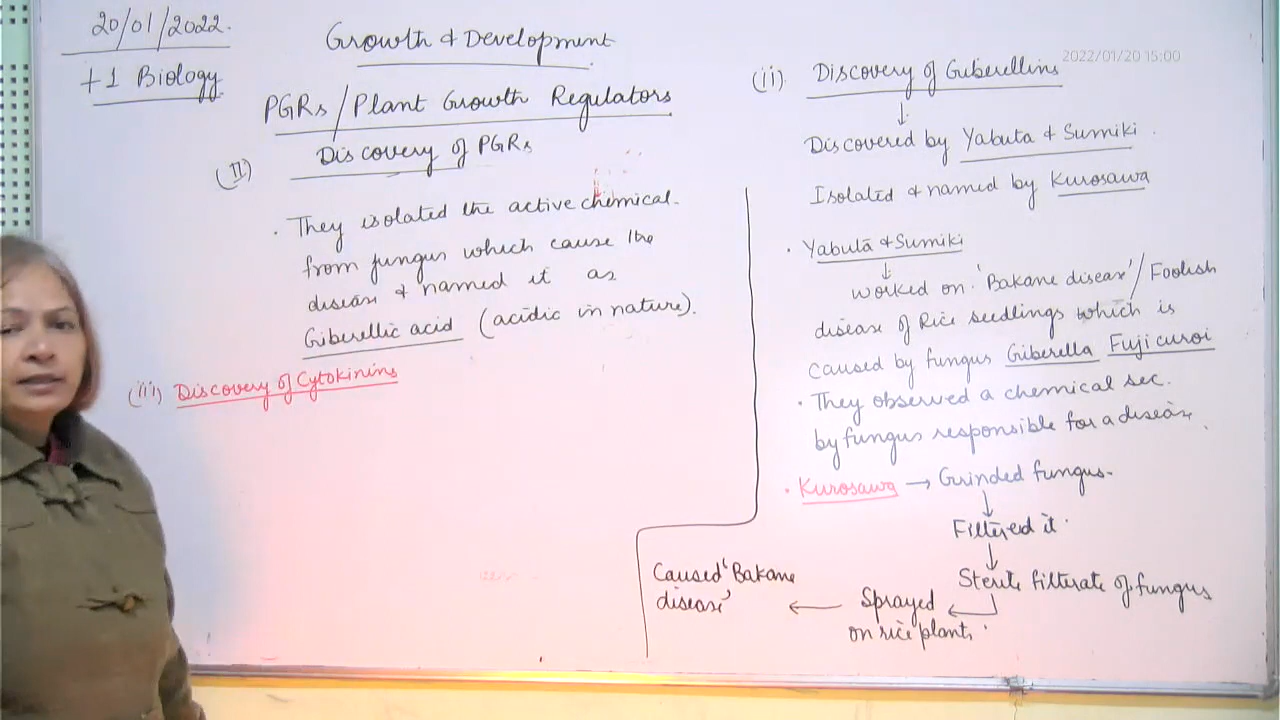 20/01/2022.
+1 Biology
Growth & Development
PGRs/Plant Growth Regulators
(II) Discovery of PGRs
• They isolated the active chemical
from fungus which cause the
disease & named it as
Giberellic acid (acidic in nature).
(iii) Discovery of Cytokinins
2022/01/20 15:00
(ii) Discovery of Giberellins
↓
Discovered by Yabuta & Sumiki.
Isolated & named by Kurosawa
• Yabuta & Sumiki
↓
worked on 'Bakane disease'/Foolish
disease of Rice seedlings which is
caused by fungus Giberella Fujicuroi
• They observed a chemical sec.
by fungus responsible for a disease.
• Kurosawa → Grinded fungus.
↓
Filtered it.
↓
Sterile filterate of fungus
Sprayed
on rice plant.
←
Caused 'Bakane
disease'